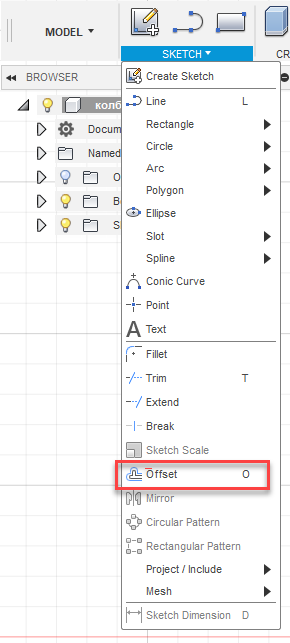 MODEL
SKETCH
CR
BROWSER
колб
Docum
Named
O
B
S
Create Sketch
Line L
Rectangle
Circle
Arc
Polygon
Ellipse
Slot
Spline
Conic Curve
Point
A Text
Fillet
Trim T
Extend
Break
Sketch Scale
Offset O
Mirror
Circular Pattern
Rectangular Pattern
Project / Include
Mesh
Sketch Dimension D